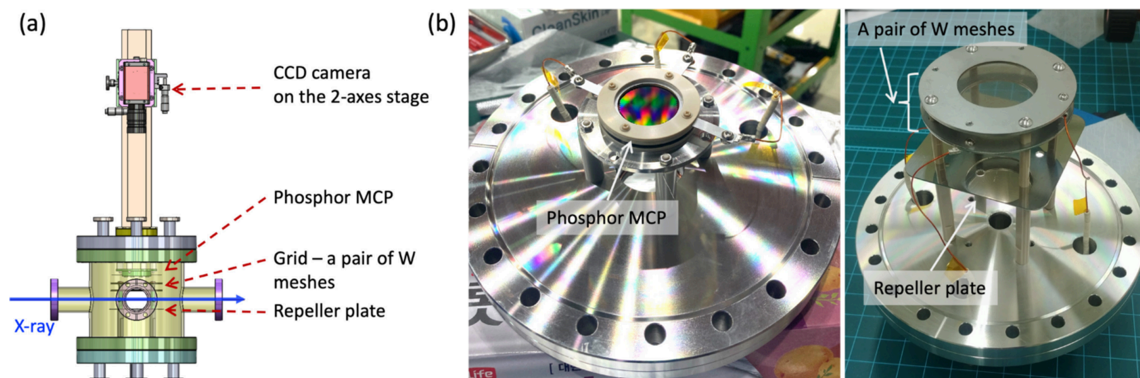 (a)
CCD camera
on the 2-axes stage
Phosphor MCP
Grid – a pair of W
meshes
Repeller plate
X-ray
(b)
CleanSkin
Phosphor MCP
Life
A pair of W meshes
Repeller plate